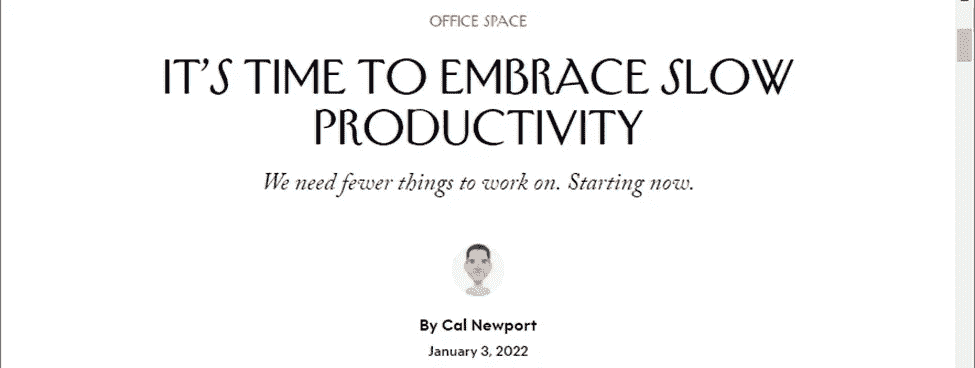 OFFICE SPACE
IT'S TIME TO EMBRACE SLOW
PRODUCTIVITY
We need fewer things to work on. Starting now.
By Cal Newport
January 3, 2022